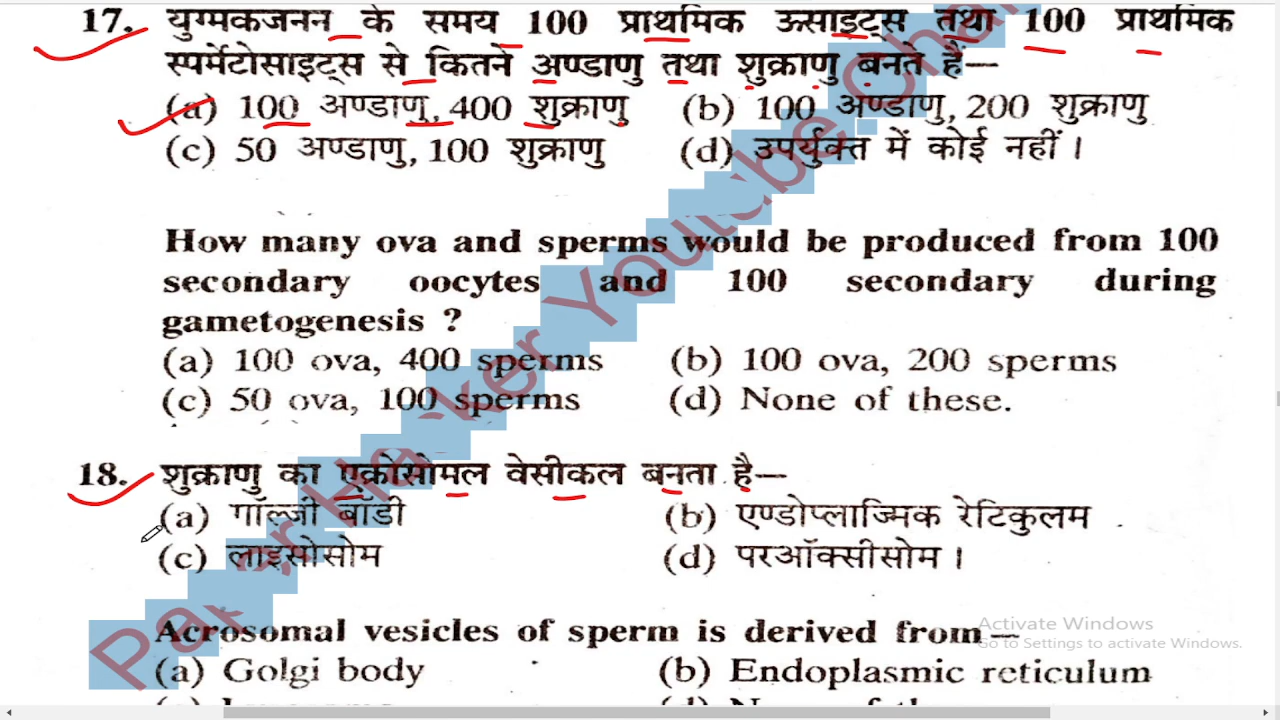 17. युग्मकजनन के समय 100 प्राथमिक ऊसाइट्स तथा 100 प्राथमिक
स्पर्मेटोसाइट्स से कितने अण्डाणु तथा शुक्राणु बनते हैं—
(a) 100 अण्डाणु, 400 शुक्राणु (b) 100 अण्डाणु, 200 शुक्राणु
(c) 50 अण्डाणु, 100 शुक्राणु (d) उपर्युक्त में कोई नहीं।
How many ova and sperms would be produced from 100
secondary oocytes and 100 secondary during
gametogenesis ?
(a) 100 ova, 400 sperms (b) 100 ova, 200 sperms
(c) 50 ova, 100 sperms (d) None of these.
18. शुक्राणु का एक्रोसोमल वेसीकल बनता है—
(a) गॉल्जी बॉडी (b) एण्डोप्लाज्मिक रेटिकुलम
(c) लाइसोसोम (d) परऑक्सीसोम।
Acrosomal vesicles of sperm is derived from—
(a) Golgi body (b) Endoplasmic reticulum
Activate Windows
Go to Settings to activate Windows.